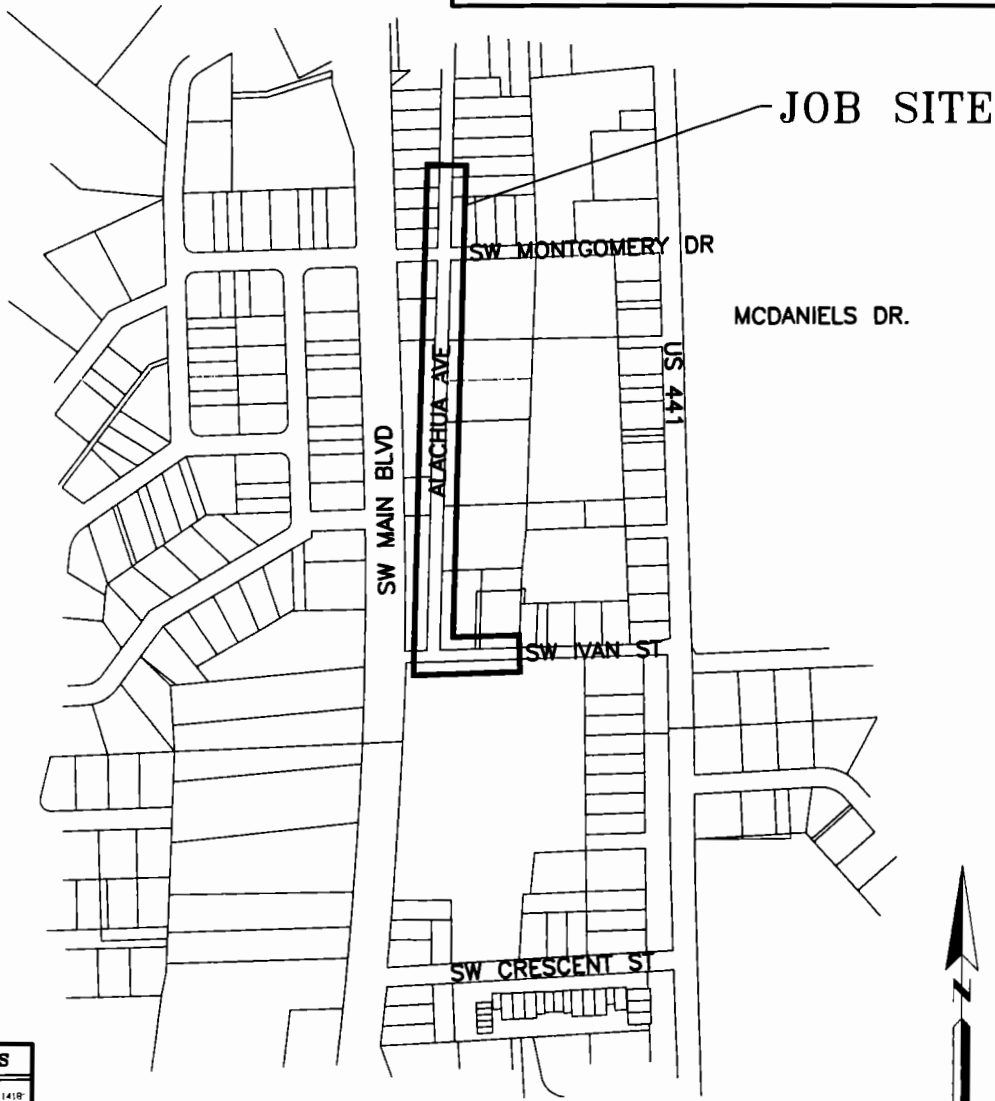 JOB SITE
SW MONTGOMERY DR
MCDANIELS DR.
US 441
ALACHUA AVE
SW MAIN BLVD
SW IVAN ST
SW CRESCENT ST
N
S
1418-